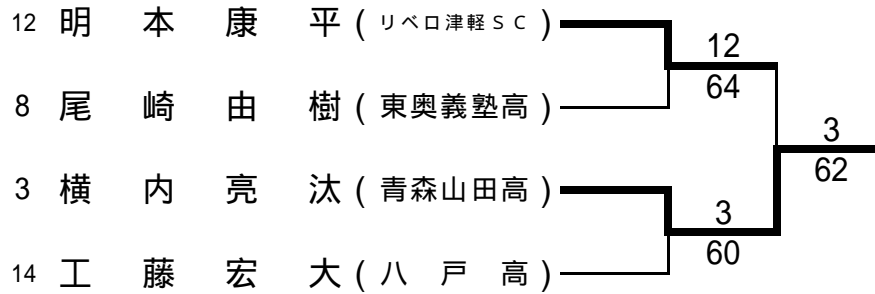 12 明本康平(リベロ津軽SC)
12
64
8 尾崎由樹(東奥義塾高)
3
62
3 横内亮汰(青森山田高)
3
60
14 工藤宏大(八戸高)